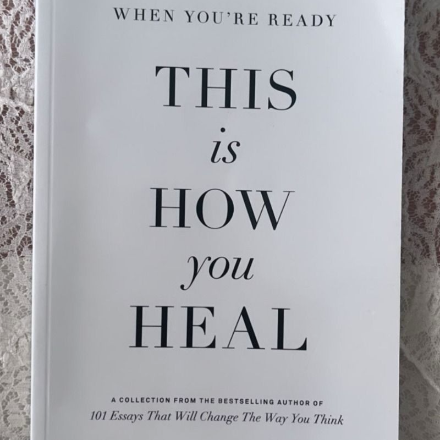 WHEN YOU'RE READY
THIS
is
HOW
you
HEAL
A COLLECTION FROM THE BESTSELLING AUTHOR OF
101 Essays That Will Change The Way You Think